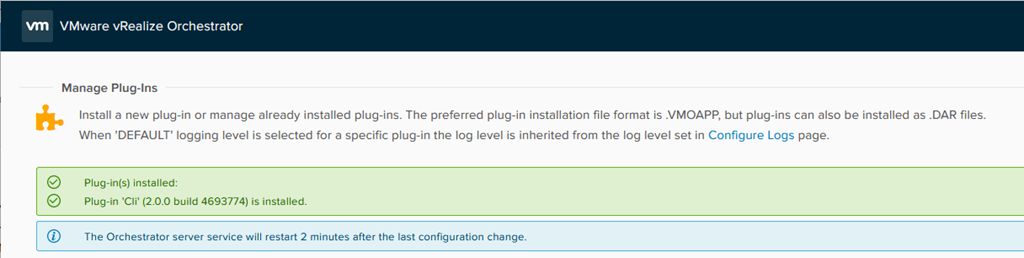 vm VMware vRealize Orchestrator
Manage Plug-Ins
Install a new plug-in or manage already installed plug-ins. The preferred plug-in installation file format is .VMOAPP, but plug-ins can also be installed as .DAR files.
When 'DEFAULT' logging level is selected for a specific plug-in the log level is inherited from the log level set in Configure Logs page.
Plug-in(s) installed:
Plug-in 'Cli' (2.0.0 build 4693774) is installed.
The Orchestrator server service will restart 2 minutes after the last configuration change.